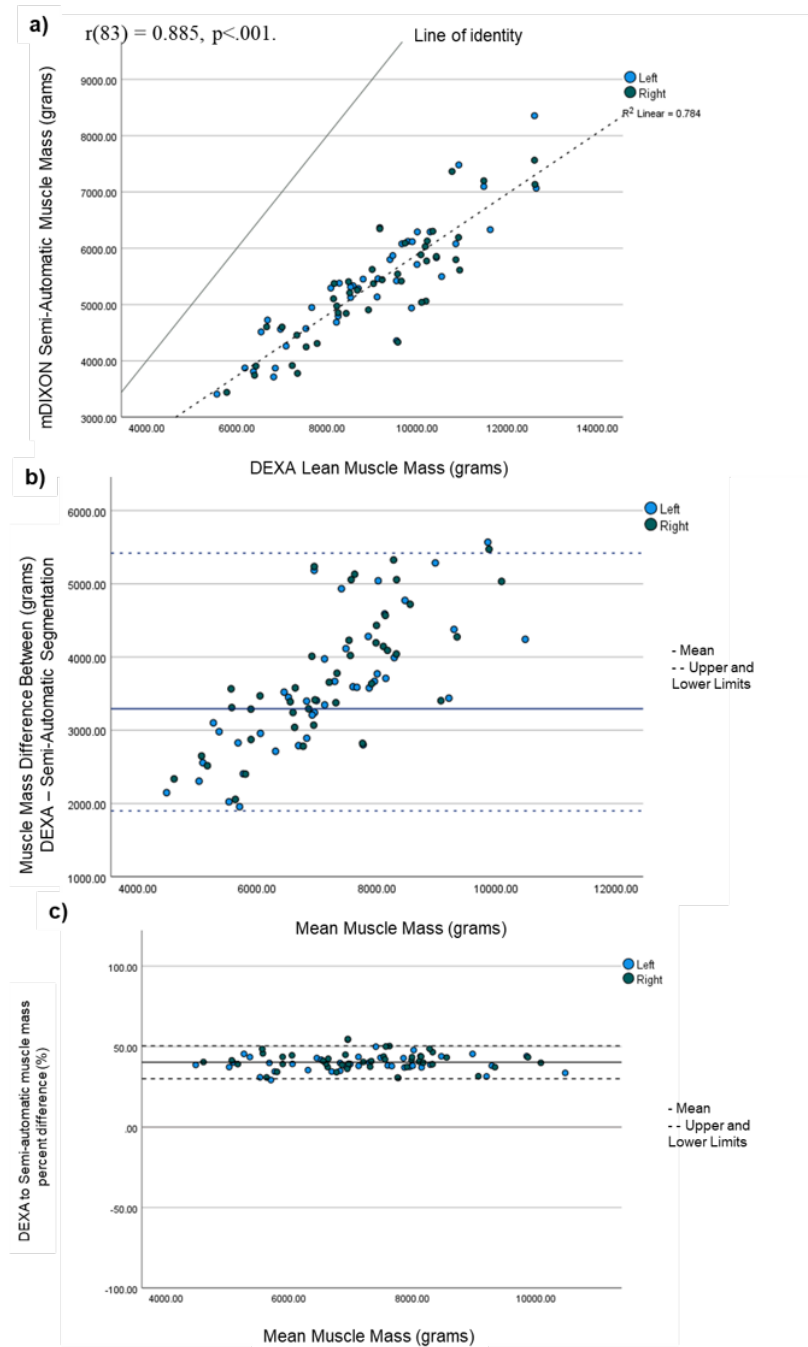 a)
r(83) = 0.885, p<.001.
Line of identity
Left
Right
R² Linear = 0.784
mDIXON Semi-Automatic Muscle Mass (grams)
9000.00
8000.00
7000.00
6000.00
5000.00
4000.00
3000.00
4000.00 6000.00 8000.00 10000.00 12000.00 14000.00
DEXA Lean Muscle Mass (grams)
b)
Left
Right
Muscle Mass Difference Between (grams)
DEXA – Semi-Automatic Segmentation
6000.00
5000.00
4000.00
3000.00
2000.00
1000.00
- Mean
- - Upper and
Lower Limits
4000.00 6000.00 8000.00 10000.00 12000.00
Mean Muscle Mass (grams)
c)
Left
Right
DEXA to Semi-automatic muscle mass
percent difference (%)
100.00
50.00
.00
-50.00
-100.00
- Mean
- - Upper and
Lower Limits
4000.00 6000.00 8000.00 10000.00
Mean Muscle Mass (grams)